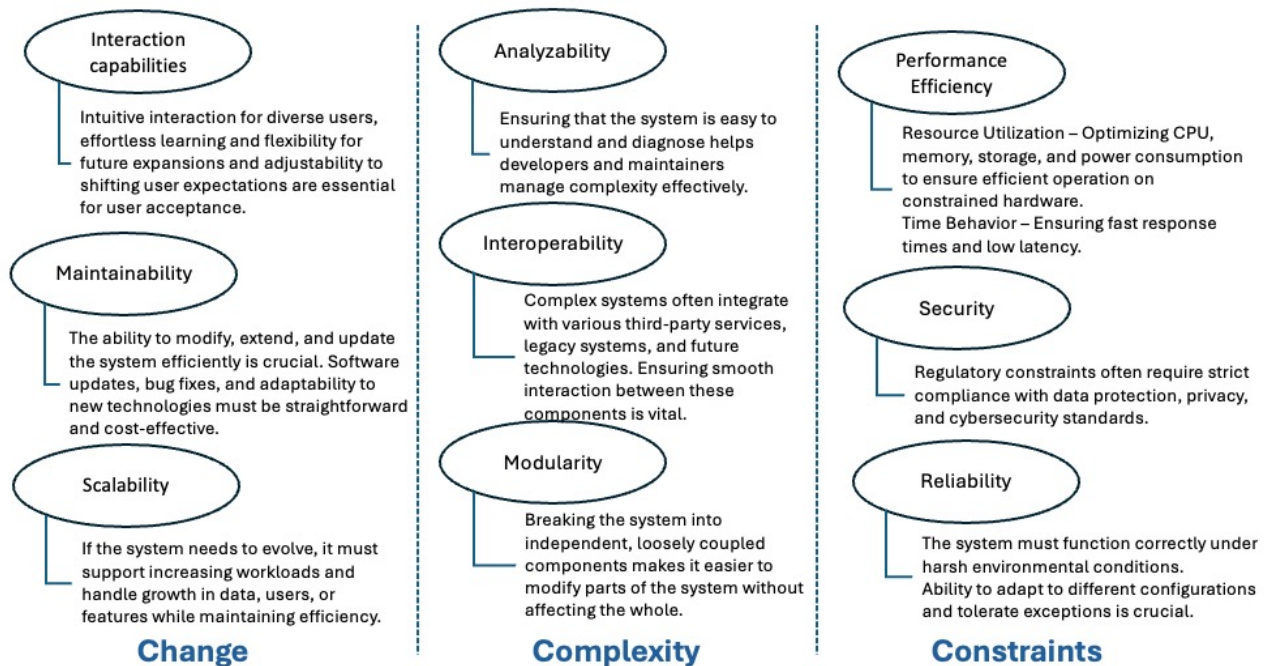 Interaction
capabilities
Intuitive interaction for diverse users,
effortless learning and flexibility for
future expansions and adjustability to
shifting user expectations are essential
for user acceptance.
Maintainability
The ability to modify, extend, and update
the system efficiently is crucial. Software
updates, bug fixes, and adaptability to
new technologies must be straightforward
and cost-effective.
Scalability
If the system needs to evolve, it must
support increasing workloads and
handle growth in data, users, or
features while maintaining efficiency.
Change
Analyzability
Ensuring that the system is easy to
understand and diagnose helps
developers and maintainers
manage complexity effectively.
Interoperability
Complex systems often integrate
with various third-party services,
legacy systems, and future
technologies. Ensuring smooth
interaction between these
components is vital.
Modularity
Breaking the system into
independent, loosely coupled
components makes it easier to
modify parts of the system without
affecting the whole.
Complexity
Performance
Efficiency
Resource Utilization – Optimizing CPU,
memory, storage, and power consumption
to ensure efficient operation on
constrained hardware.
Time Behavior – Ensuring fast response
times and low latency.
Security
Regulatory constraints often require strict
compliance with data protection, privacy,
and cybersecurity standards.
Reliability
The system must function correctly under
harsh environmental conditions.
Ability to adapt to different configurations
and tolerate exceptions is crucial.
Constraints